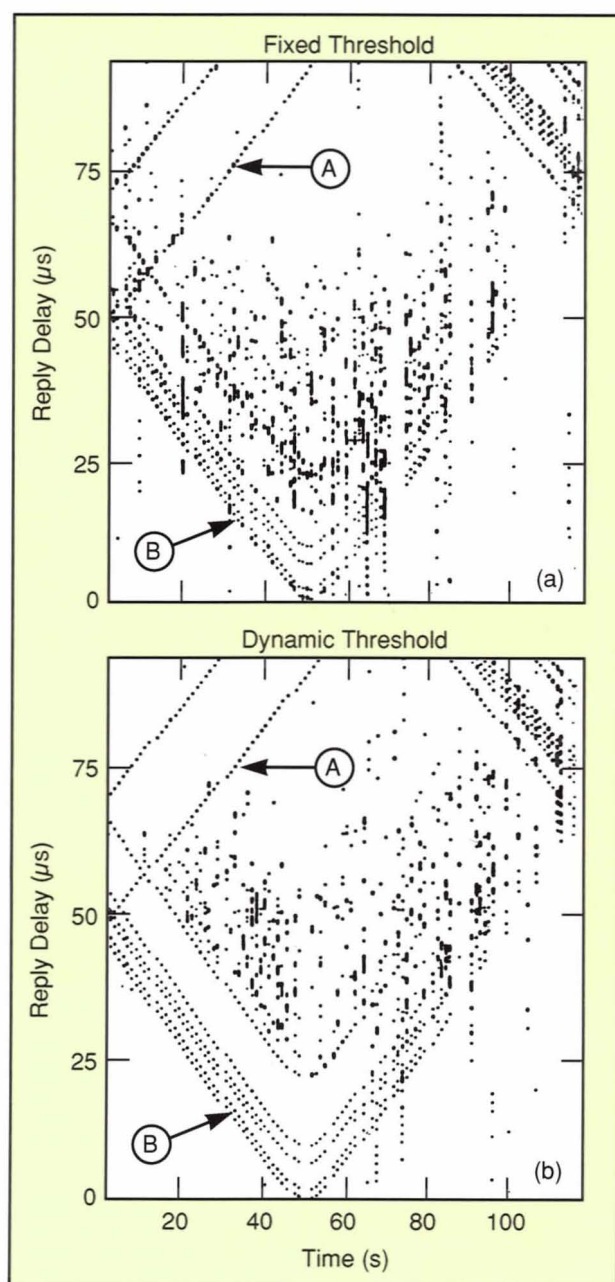 Fixed Threshold
A
75
50
25
0
B
(a)
Reply Delay (µs)
Dynamic Threshold
A
75
50
25
0
B
(b)
Reply Delay (µs)
20 40 60 80 100
Time (s)